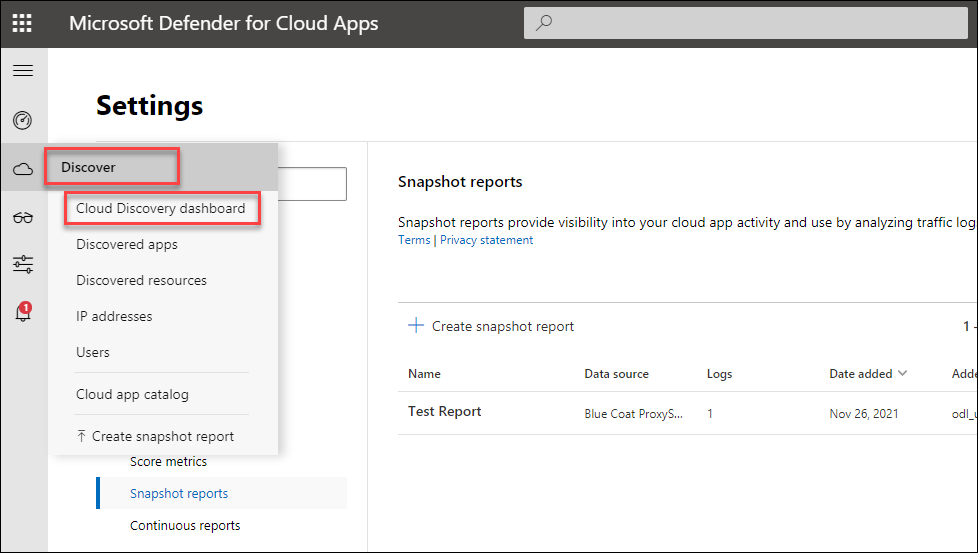 Microsoft Defender for Cloud Apps
Settings
Discover
Cloud Discovery dashboard
Discovered apps
Discovered resources
IP addresses
Users
Cloud app catalog
Create snapshot report
Score metrics
Snapshot reports
Continuous reports
1
Snapshot reports
Snapshot reports provide visibility into your cloud app activity and use by analyzing traffic log
Terms | Privacy statement
Create snapshot report
1 -
Name Data source Logs Date added Adde
Test Report Blue Coat ProxyS... 1 Nov 26, 2021 odl_u